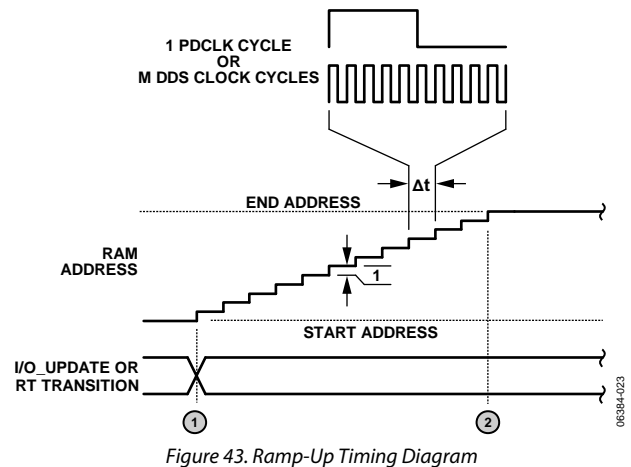 1 PDCLK CYCLE
OR
M DDS CLOCK CYCLES
Δt
END ADDRESS
RAM
ADDRESS
1
START ADDRESS
I/O_UPDATE OR
RT TRANSITION
1
2
06384-023
Figure 43. Ramp-Up Timing Diagram